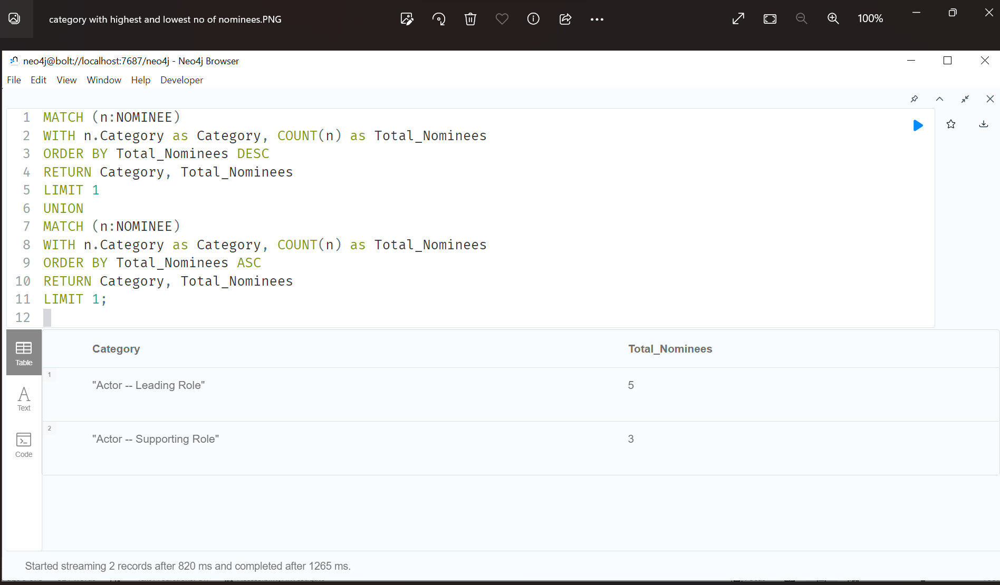 category with highest and lowest no of nominees.PNG
100%
neo4j@bolt://localhost:7687/neo4j - Neo4j Browser
File Edit View Window Help Developer
1 MATCH (n:NOMINEE)
2 WITH n.Category as Category, COUNT(n) as Total_Nominees
3 ORDER BY Total_Nominees DESC
4 RETURN Category, Total_Nominees
5 LIMIT 1
6 UNION
7 MATCH (n:NOMINEE)
8 WITH n.Category as Category, COUNT(n) as Total_Nominees
9 ORDER BY Total_Nominees ASC
10 RETURN Category, Total_Nominees
11 LIMIT 1;
12
Table
Text
Code
Category Total_Nominees
1 "Actor -- Leading Role" 5
2 "Actor -- Supporting Role" 3
Started streaming 2 records after 820 ms and completed after 1265 ms.